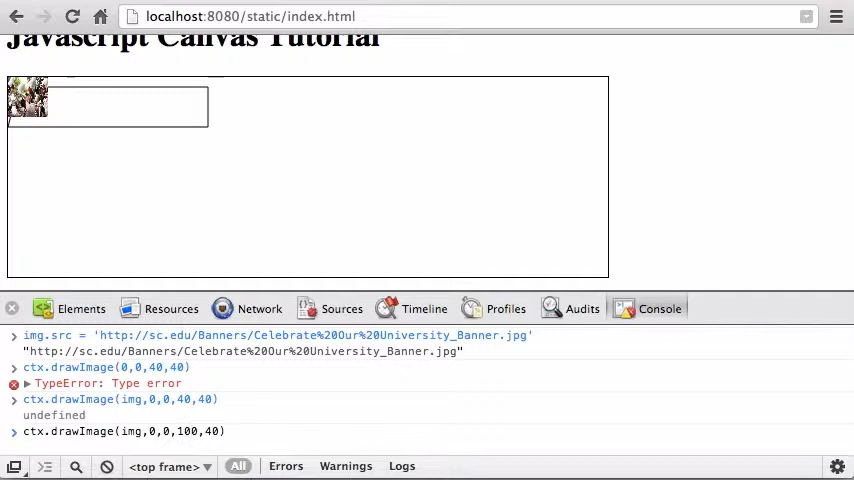 localhost:8080/static/index.html
Javascript Canvas Tutorial
Elements Resources Network Sources Timeline Profiles Audits Console
img.src = 'http://sc.edu/Banners/Celebrate%20Our%20University_Banner.jpg'
"http://sc.edu/Banners/Celebrate%20Our%20University_Banner.jpg"
ctx.drawImage(0,0,40,40)
TypeError: Type error
ctx.drawImage(img,0,0,40,40)
undefined
ctx.drawImage(img,0,0,100,40)
<top frame> All Errors Warnings Logs